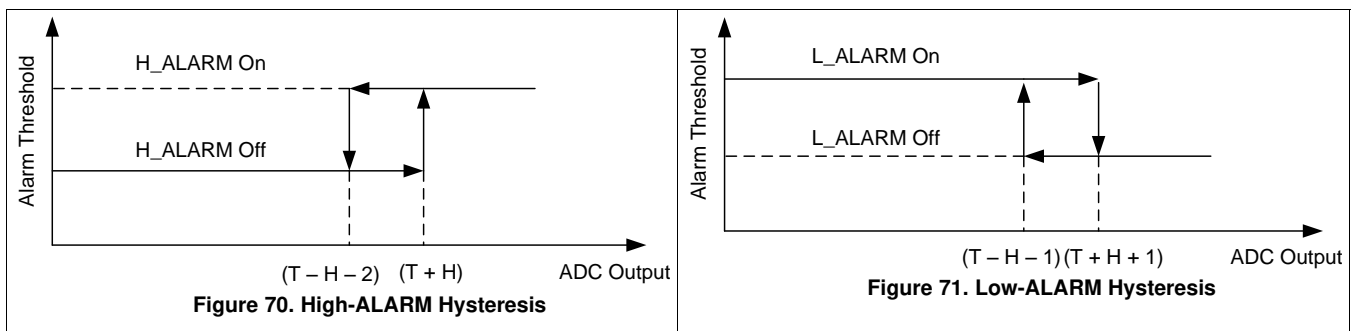 Alarm Threshold
H_ALARM On
H_ALARM Off
(T – H – 2) (T + H) ADC Output
Figure 70. High-ALARM Hysteresis
Alarm Threshold
L_ALARM On
L_ALARM Off
(T – H – 1) (T + H + 1) ADC Output
Figure 71. Low-ALARM Hysteresis